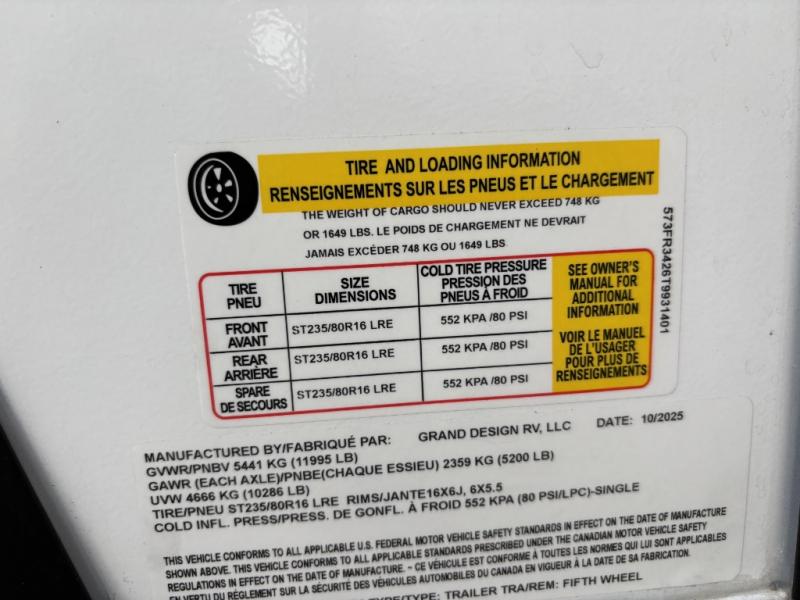 TIRE AND LOADING INFORMATION
RENSEIGNEMENTS SUR LES PNEUS ET LE CHARGEMENT
THE WEIGHT OF CARGO SHOULD NEVER EXCEED 748 KG
OR 1649 LBS. LE POIDS DE CHARGEMENT NE DEVRAIT
JAMAIS EXCÉDER 748 KG OU 1649 LBS
TIRE
PNEU
SIZE
DIMENSIONS
COLD TIRE PRESSURE
PRESSION DES
PNEUS À FROID
FRONT
AVANT
ST235/80R16 LRE
552 KPA /80 PSI
REAR
ARRIÈRE
ST235/80R16 LRE
552 KPA /80 PSI
SPARE
DE SECOURS
ST235/80R16 LRE
552 KPA /80 PSI
SEE OWNER'S
MANUAL FOR
ADDITIONAL
INFORMATION
VOIR LE MANUEL
DE L'USAGER
POUR PLUS DE
RENSEIGNEMENTS
573FR3426T9931401
MANUFACTURED BY/FABRIQUÉ PAR: GRAND DESIGN RV, LLC DATE: 10/2025
GVWR/PNBV 5441 KG (11995 LB)
GAWR (EACH AXLE)/PNBE(CHAQUE ESSIEU) 2359 KG (5200 LB)
UVW 4666 KG (10286 LB)
TIRE/PNEU ST235/80R16 LRE RIMS/JANTE16X6J, 6X5.5
COLD INFL. PRESS/PRESS. DE GONFL. À FROID 552 KPA (80 PSI/LPC)-SINGLE
THIS VEHICLE CONFORMS TO ALL APPLICABLE U.S. FEDERAL MOTOR VEHICLE SAFETY STANDARDS IN EFFECT ON THE DATE OF MANUFACTURE
SHOWN ABOVE. THIS VEHICLE CONFORMS TO ALL APPLICABLE STANDARDS PRESCRIBED UNDER THE CANADIAN MOTOR VEHICLE SAFETY
REGULATIONS IN EFFECT ON THE DATE OF MANUFACTURE. - CE VÉHICULE EST CONFORME À TOUTES LES NORMES QUI LUI SONT APPLICABLES
EN VERTU DU RÈGLEMENT SUR LA SÉCURITÉ DES VÉHICULES AUTOMOBILES DU CANADA EN VIGUEUR À LA DATE DE SA FABRICATION.
TYPE/TYPE: TRAILER TRA/REM: FIFTH WHEEL